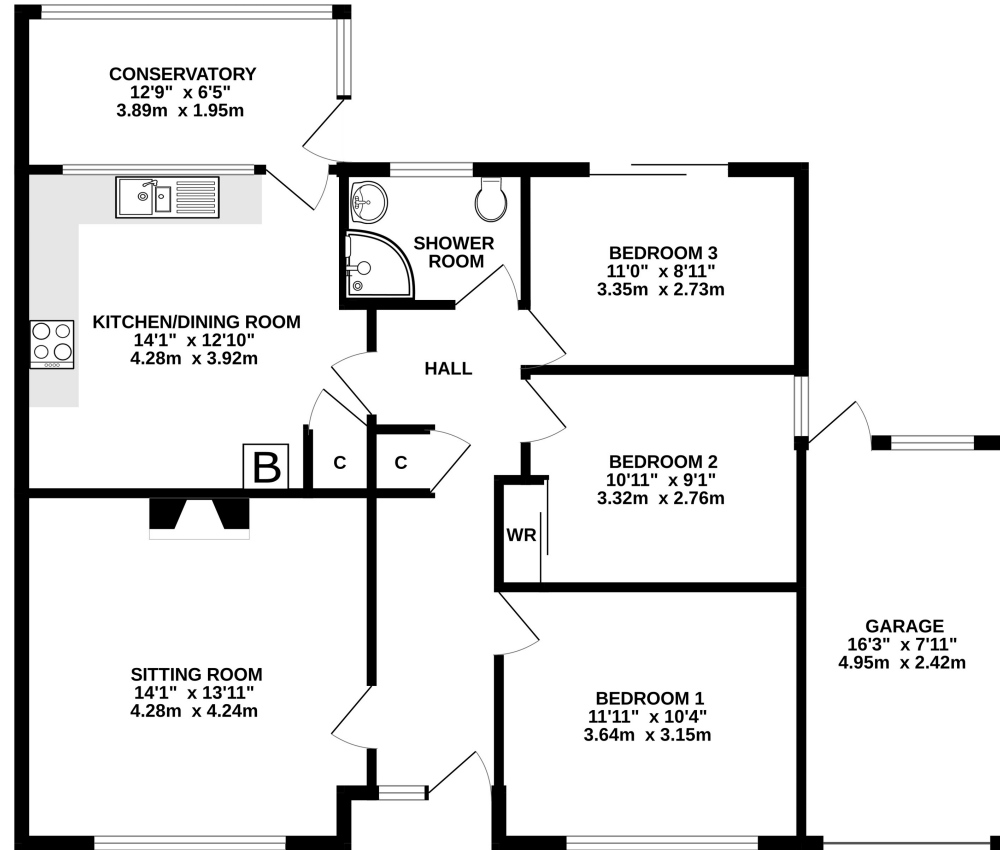 CONSERVATORY
12'9" x 6'5"
3.89m x 1.95m
SHOWER
ROOM
BEDROOM 3
11'0" x 8'11"
3.35m x 2.73m
KITCHEN/DINING ROOM
14'1" x 12'10"
4.28m x 3.92m
HALL
B
C
C
BEDROOM 2
10'11" x 9'1"
3.32m x 2.76m
WR
SITTING ROOM
14'1" x 13'11"
4.28m x 4.24m
BEDROOM 1
11'11" x 10'4"
3.64m x 3.15m
GARAGE
16'3" x 7'11"
4.95m x 2.42m